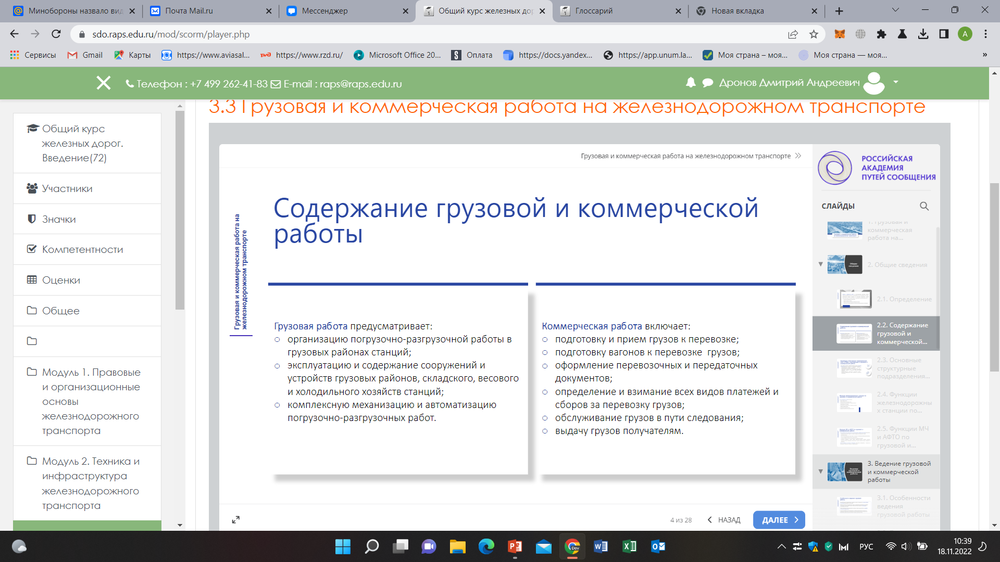 Минобороны назвало вид
Почта Mail.ru
Мессенджер
Общий курс железных дор
Глоссарий
Новая вкладка
sdo.raps.edu.ru/mod/scorm/player.php
A
Сервисы
Gmail
Карты
https://www.aviasal...
https://www.rzd.ru/
Microsoft Office 20...
Оплата
https://docs.yandex...
https://app.unum.la...
Моя страна – моя...
Моя страна — моя...
»
Телефон : +7 499 262-41-83 E-mail : raps@raps.edu.ru
Дронов Дмитрий Андреевич
3.3 Грузовая и коммерческая работа на железнодорожном транспорте
Общий курс
железных дорог.
Введение(72)
Участники
Значки
Компетентности
Оценки
Общее
Модуль 1. Правовые
и организационные
основы
железнодорожного
транспорта
Модуль 2. Техника и
инфраструктура
железнодорожного
транспорта
Грузовая и коммерческая работа на железнодорожном транспорте
Грузовая и коммерческая работа на
железнодорожном транспорте
Содержание грузовой и коммерческой
работы
Грузовая работа предусматривает:
организацию погрузочно-разгрузочной работы в
грузовых районах станций;
эксплуатацию и содержание сооружений и
устройств грузовых районов, складского, весового
и холодильного хозяйств станций;
комплексную механизацию и автоматизацию
погрузочно-разгрузочных работ.
Коммерческая работа включает:
подготовку и прием грузов к перевозке;
подготовку вагонов к перевозке грузов;
оформление перевозочных и передаточных
документов;
определение и взимание всех видов платежей и
сборов за перевозку грузов;
обслуживание грузов в пути следования;
выдачу грузов получателям.
4 из 28
НАЗАД
ДАЛЕЕ
РОССИЙСКАЯ
АКАДЕМИЯ
ПУТЕЙ СООБЩЕНИЯ
СЛАЙДЫ
1. Грузовая и
коммерческая
работа на...
2. Общие сведения
2.1. Определение
2.2. Содержание
грузовой и
коммерческой...
2.3. Основные
структурные
подразделения...
2.4. Функции
железнодорожны
х станции по...
2.5. Функции МЧ
и АФТО по
грузовой и...
3. Ведение грузовой
и коммерческой
работы
3.1. Особенности
ведения
грузовой работы
РУС
10:39
18.11.2022